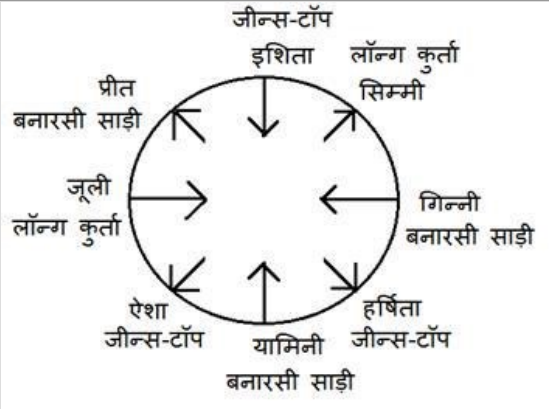 जीन्स-टॉप
इशिता
लॉन्ग कुर्ता
सिम्मी
प्रीत
बनारसी साड़ी
जूली
लॉन्ग कुर्ता
गिन्नी
बनारसी साड़ी
ऐशा
जीन्स-टॉप
यामिनी
बनारसी साड़ी
हर्षिता
जीन्स-टॉप